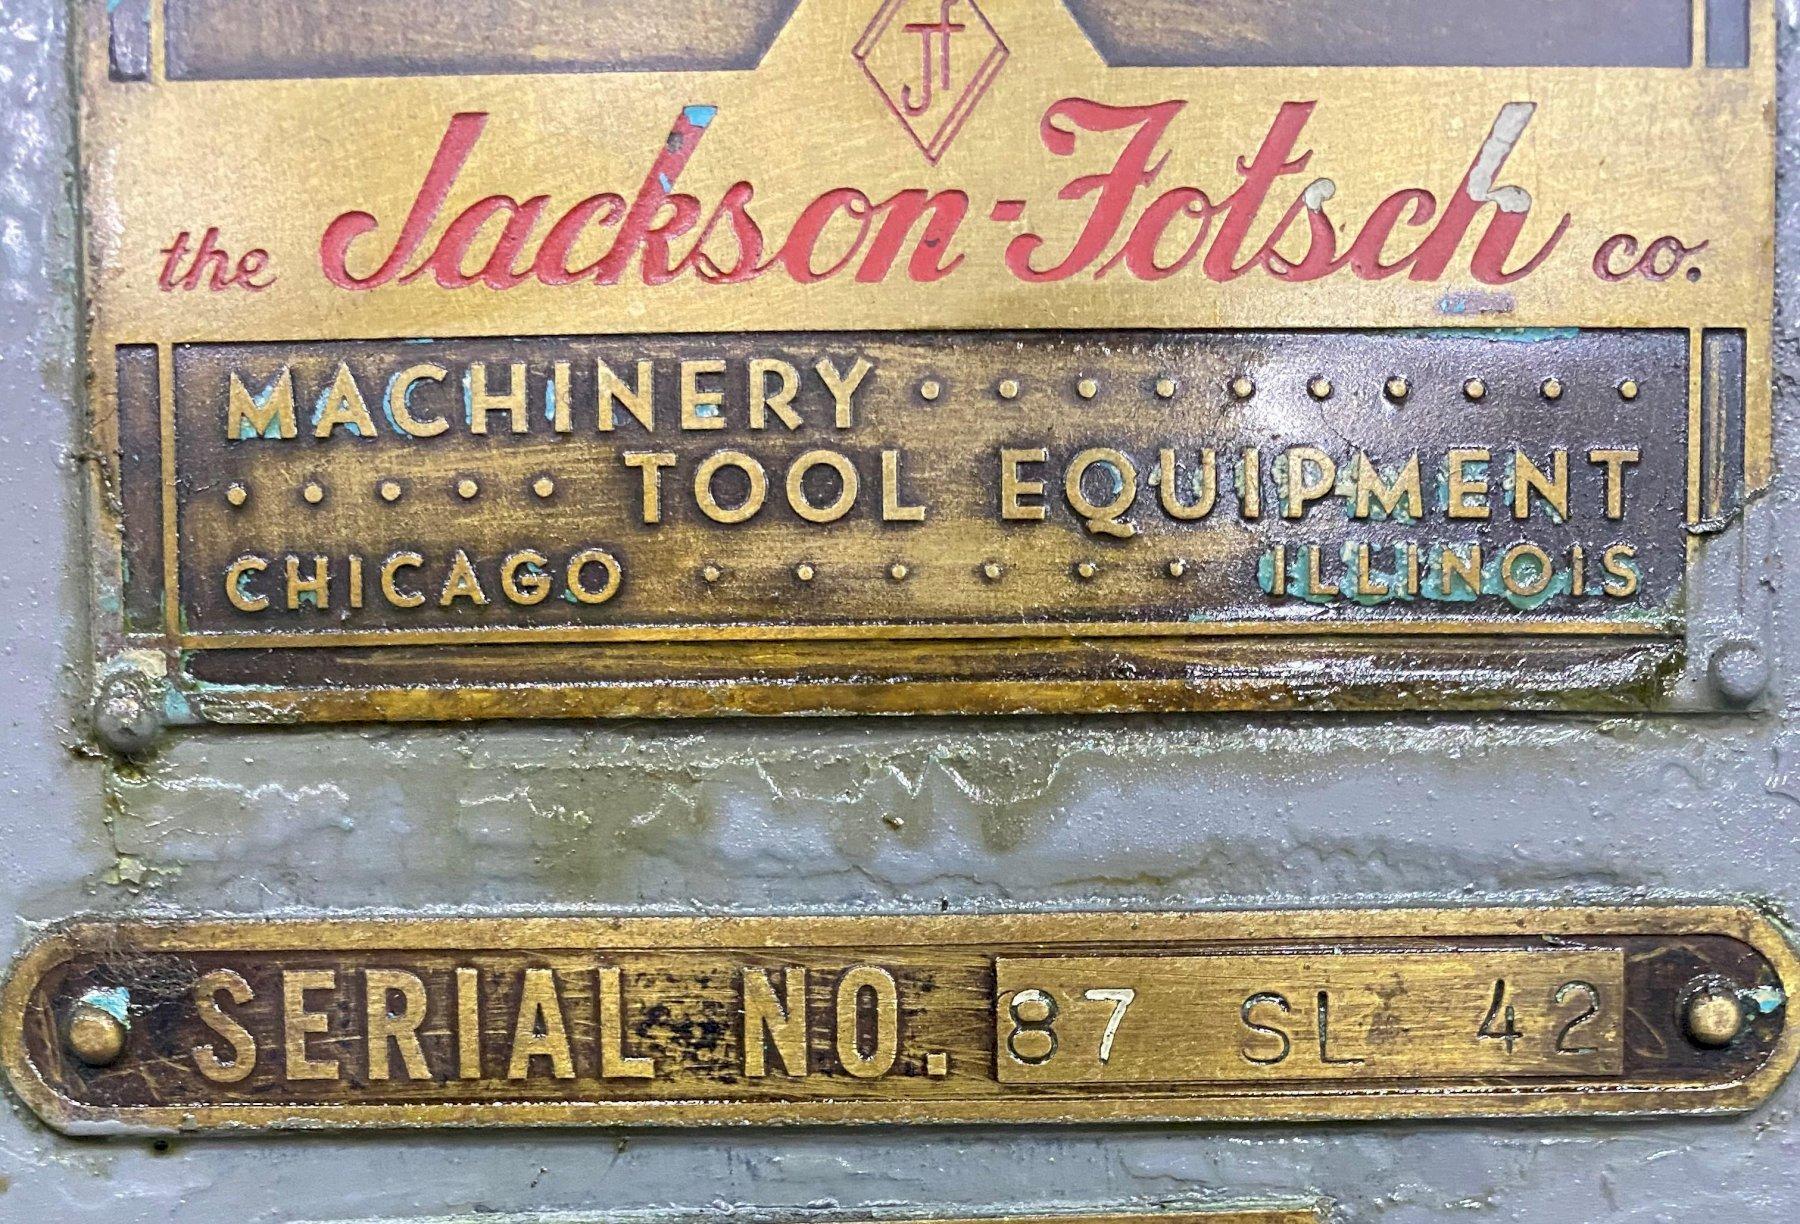 Jf
the Jackson-Fotsch co.
MACHINERY
TOOL EQUIPMENT
CHICAGO ILLINOIS
SERIAL NO. 87 SL 42